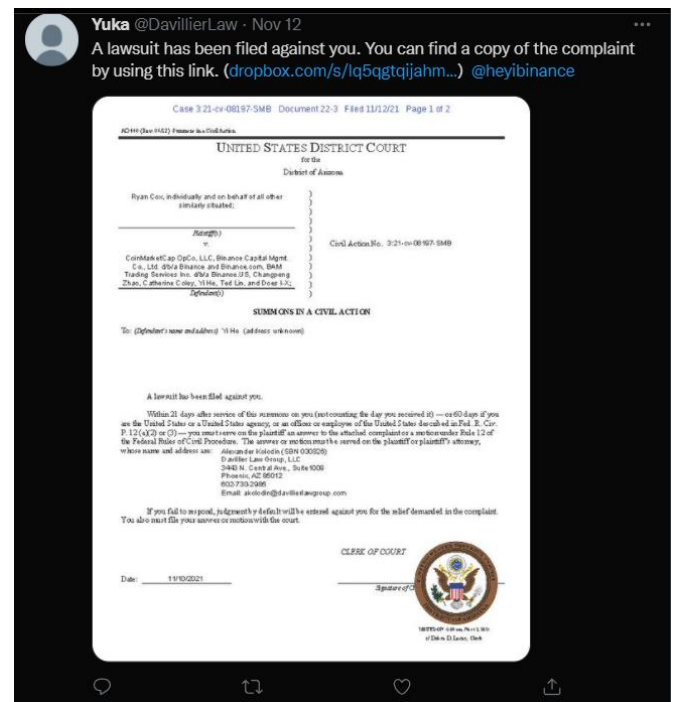 Yuka @DavillierLaw · Nov 12
A lawsuit has been filed against you. You can find a copy of the complaint
by using this link. (dropbox.com/s/lq5qgtqijahm...) @heyibinance
Case 3:21-cv-08197-SMB Document 22-3 Filed 11/12/21 Page 1 of 2
Summons in a Civil Action
UNITED STATES DISTRICT COURT
for the
District of Arizona
Ryan Cox, individually and on behalf of all other
similarly situated;
Plaintiff(s)
v.
Civil Action No. 3:21-cv-08197-SMB
CoinMarketCap OpCo, LLC, Binance Capital Mgmt.
Co., Ltd. d/b/a Binance and Binance.com, BAM
Trading Services Inc. d/b/a Binance.US, Changpeng
Zhao, Catherine Coley, Yi He, Ted Lin, and Does I-X;
Defendant(s)
SUMMONS IN A CIVIL ACTION
To: (Defendant's name and address) Yi He (address unknown)
A lawsuit has been filed against you.
Within 21 days after service of this summons on you (not counting the day you received it) — or 60 days if you
are the United States or a United States agency, or an officer or employee of the United States described in Fed. R. Civ.
P. 12 (a)(2) or (3) — you must serve on the plaintiff an answer to the attached complaint or a motion under Rule 12 of
the Federal Rules of Civil Procedure. The answer or motion must be served on the plaintiff or plaintiff's attorney,
whose name and address are: Alexander Kolodin (SBN 030826)
Davillier Law Group, LLC
3443 N. Central Ave., Suite 1009
Phoenix, AZ 85012
602-730-2985
Email: akolodin@davillierlawgroup.com
If you fail to respond, judgment by default will be entered against you for the relief demanded in the complaint.
You also must file your answer or motion with the court.
CLERK OF COURT
Date: 11/10/2021
Signature of